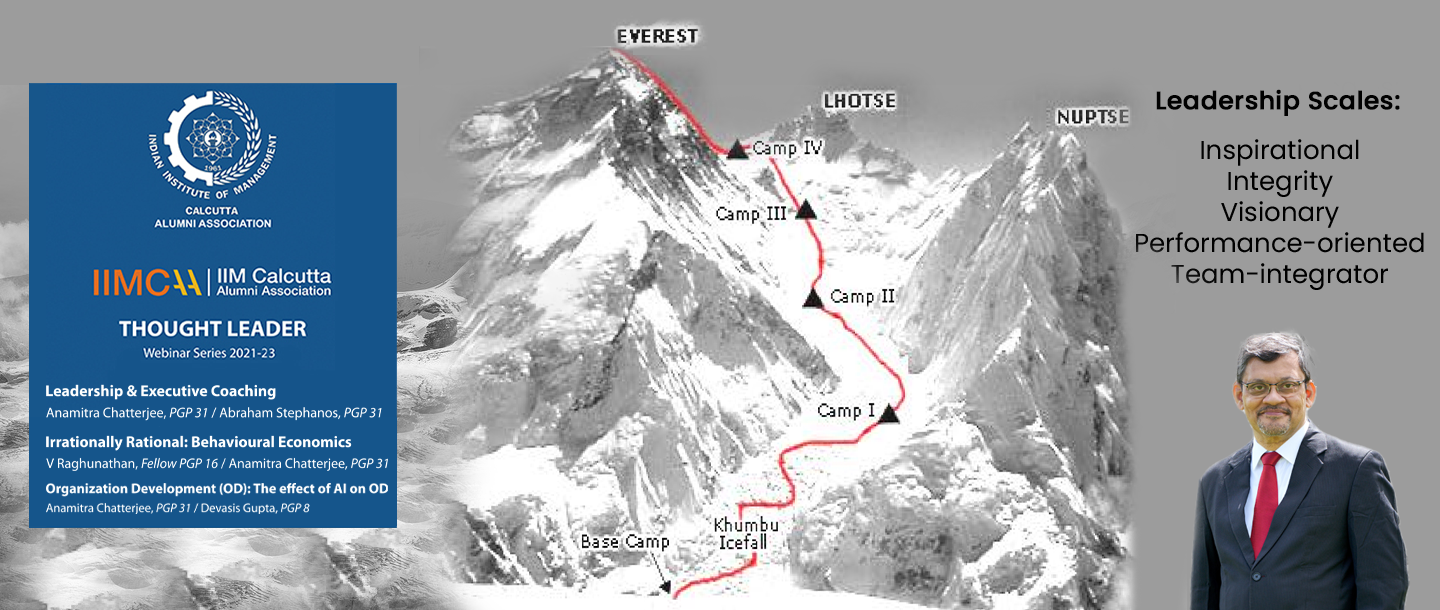 INDIAN INSTITUTE OF MANAGEMENT
1961
CALCUTTA
ALUMNI ASSOCIATION
IIMCAA | IIM Calcutta
Alumni Association
THOUGHT LEADER
Webinar Series 2021-23
Leadership & Executive Coaching
Anamitra Chatterjee, PGP 31 / Abraham Stephanos, PGP 31
Irrationally Rational: Behavioural Economics
V Raghunathan, Fellow PGP 16 / Anamitra Chatterjee, PGP 31
Organization Development (OD): The effect of AI on OD
Anamitra Chatterjee, PGP 31 / Devasis Gupta, PGP 8
EVEREST
LHOTSE
NUPTSE
Camp IV
Camp III
Camp II
Camp I
Khumbu
Icefall
Base Camp
Leadership Scales:
Inspirational
Integrity
Visionary
Performance-oriented
Team-integrator